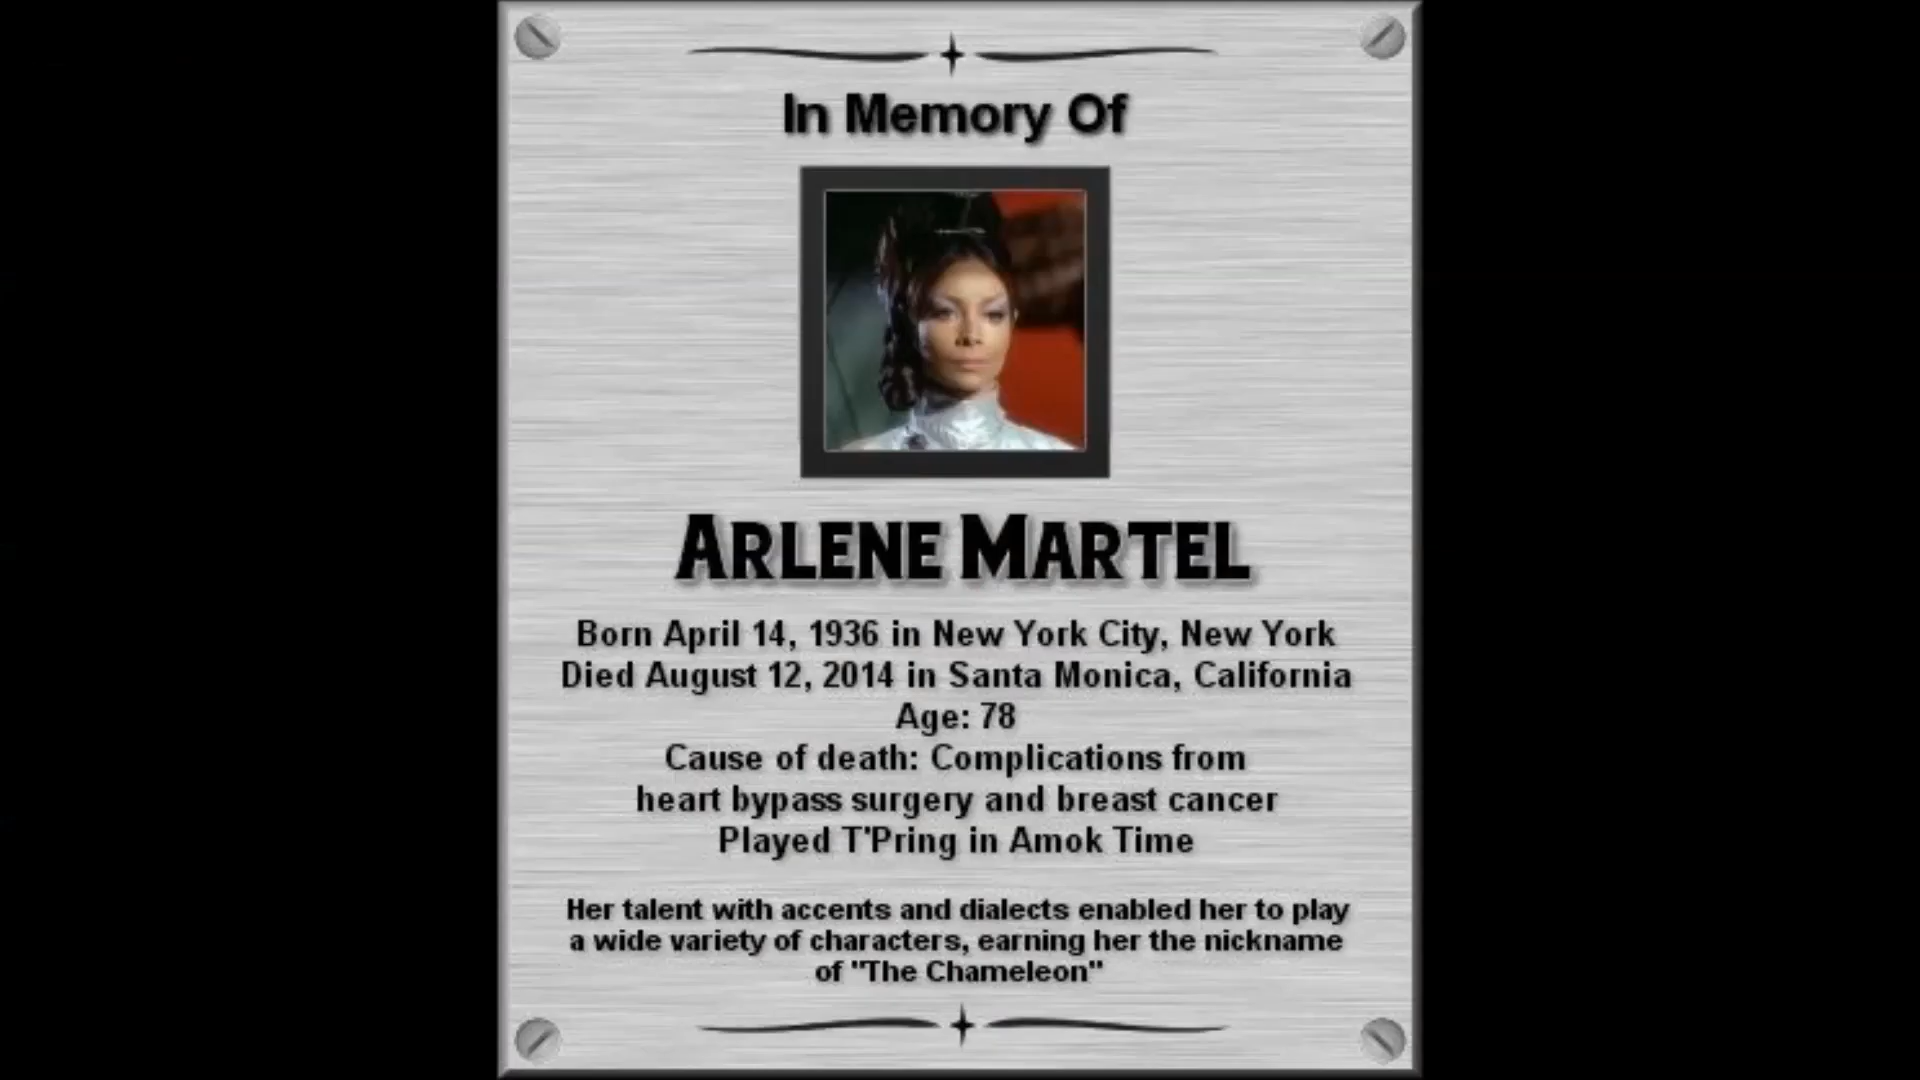 In Memory Of
ARLENE MARTEL
Born April 14, 1936 in New York City, New York
Died August 12, 2014 in Santa Monica, California
Age: 78
Cause of death: Complications from
heart bypass surgery and breast cancer
Played T'Pring in Amok Time
Her talent with accents and dialects enabled her to play
a wide variety of characters, earning her the nickname
of "The Chameleon"